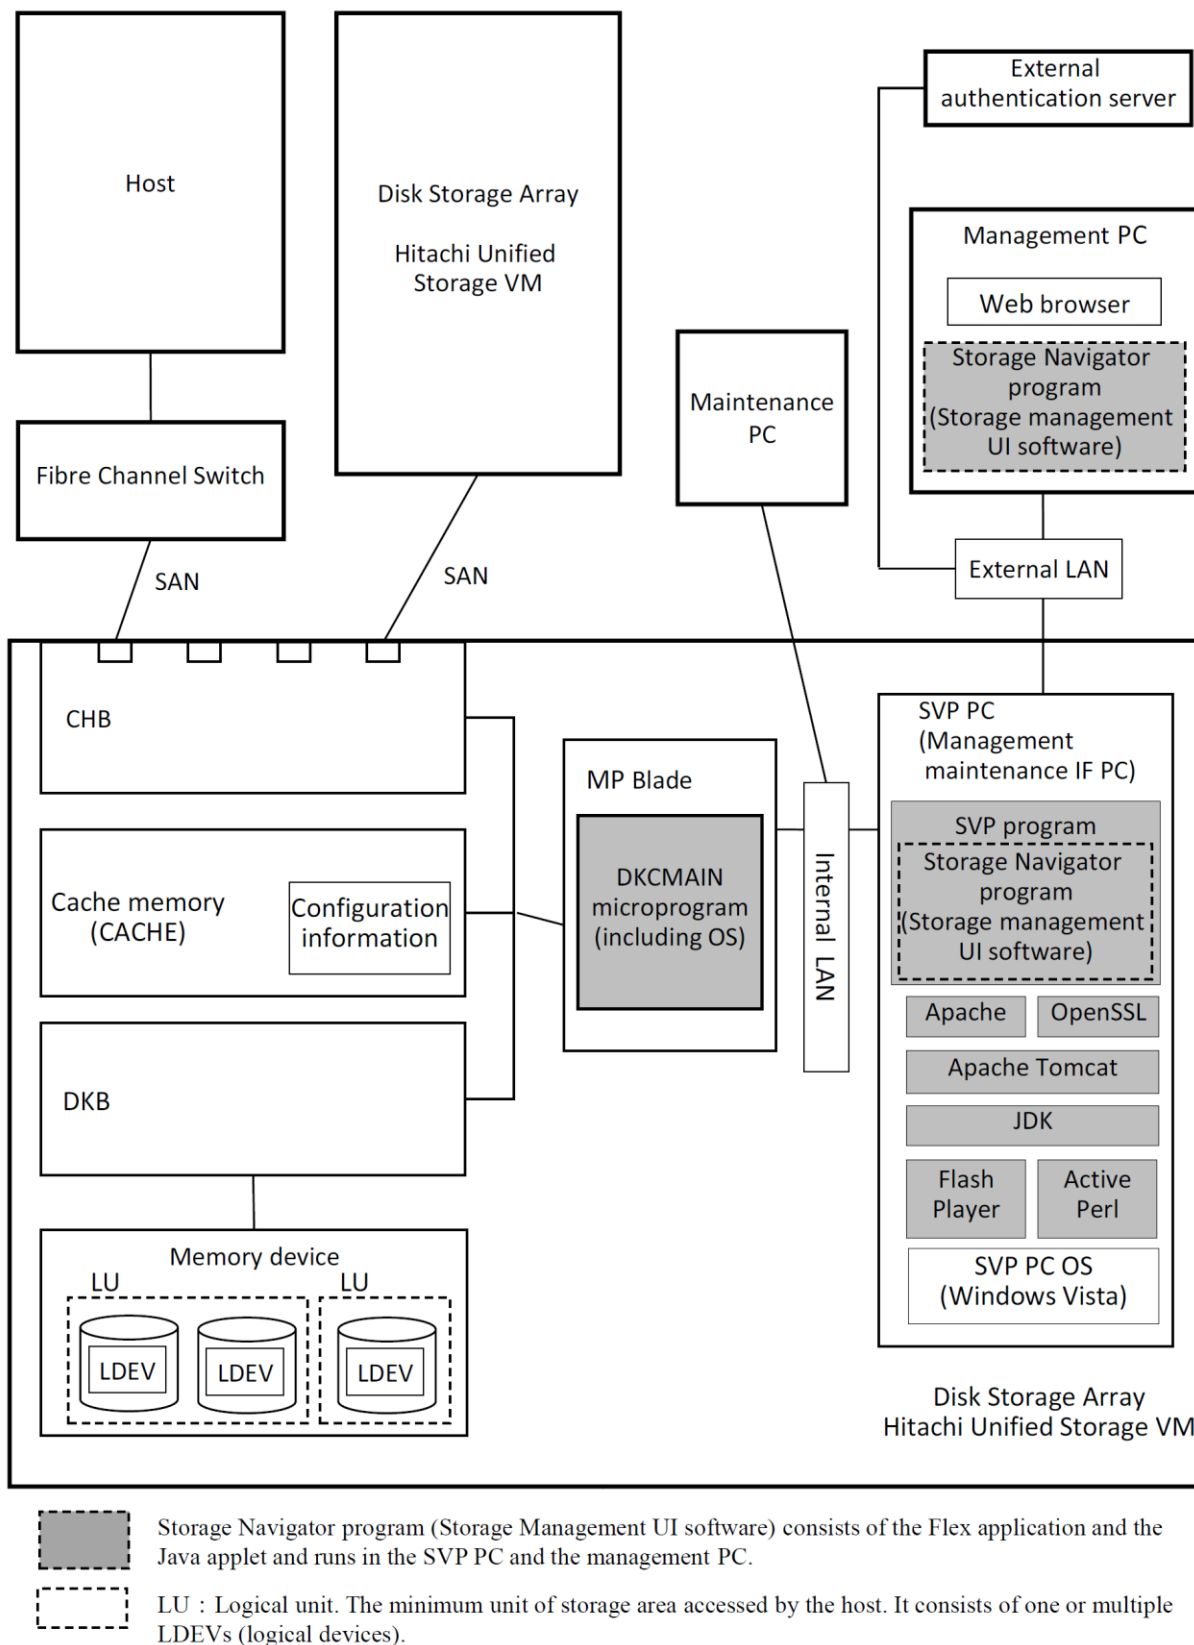 Host
Disk Storage Array
Hitachi Unified
Storage VM
External
authentication server
Management PC
Web browser
Storage Navigator
program
(Storage management
UI software)
Maintenance
PC
Fibre Channel Switch
External LAN
SAN
SAN
CHB
Cache memory
(CACHE)
Configuration
information
DKB
Memory device
LU
LU
LDEV
LDEV
LDEV
MP Blade
DKCMAIN
microprogram
(including OS)
Internal LAN
SVP PC
(Management
maintenance IF PC)
SVP program
Storage Navigator
program
(Storage management
UI software)
Apache
OpenSSL
Apache Tomcat
JDK
Flash
Player
Active
Perl
SVP PC OS
(Windows Vista)
Disk Storage Array
Hitachi Unified Storage VM
Storage Navigator program (Storage Management UI software) consists of the Flex application and the
Java applet and runs in the SVP PC and the management PC.
LU : Logical unit. The minimum unit of storage area accessed by the host. It consists of one or multiple
LDEVs (logical devices).